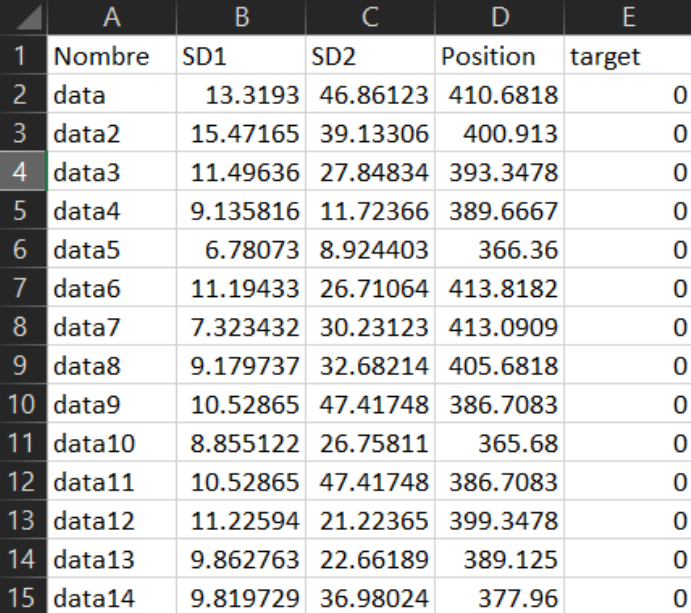 A B C D E
1 Nombre SD1 SD2 Position target
2 data 13.3193 46.86123 410.6818 0
3 data2 15.47165 39.13306 400.913 0
4 data3 11.49636 27.84834 393.3478 0
5 data4 9.135816 11.72366 389.6667 0
6 data5 6.78073 8.924403 366.36 0
7 data6 11.19433 26.71064 413.8182 0
8 data7 7.323432 30.23123 413.0909 0
9 data8 9.179737 32.68214 405.6818 0
10 data9 10.52865 47.41748 386.7083 0
11 data10 8.855122 26.75811 365.68 0
12 data11 10.52865 47.41748 386.7083 0
13 data12 11.22594 21.22365 399.3478 0
14 data13 9.862763 22.66189 389.125 0
15 data14 9.819729 36.98024 377.96 0